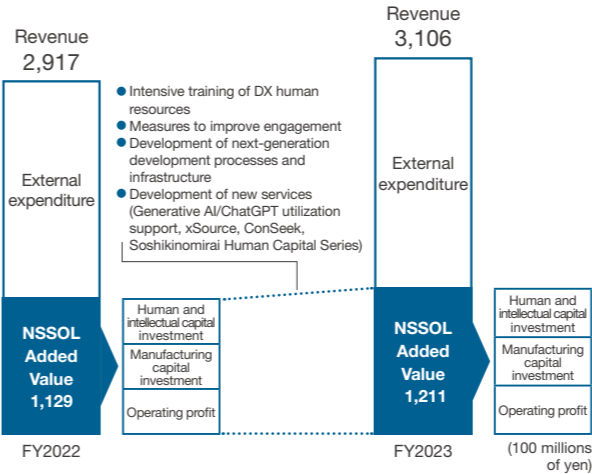 Revenue
2,917
External
expenditure
NSSOL
Added
Value
1,129
FY2022
Human and
intellectual capital
investment
Manufacturing
capital
investment
Operating profit
● Intensive training of DX human
resources
● Measures to improve engagement
● Development of next-generation
development processes and
infrastructure
● Development of new services
(Generative AI/ChatGPT utilization
support, xSource, ConSeek,
Soshikinomirai Human Capital Series)
Revenue
3,106
External
expenditure
NSSOL
Added
Value
1,211
FY2023
Human and
intellectual capital
investment
Manufacturing
capital
investment
Operating profit
(100 millions
of yen)